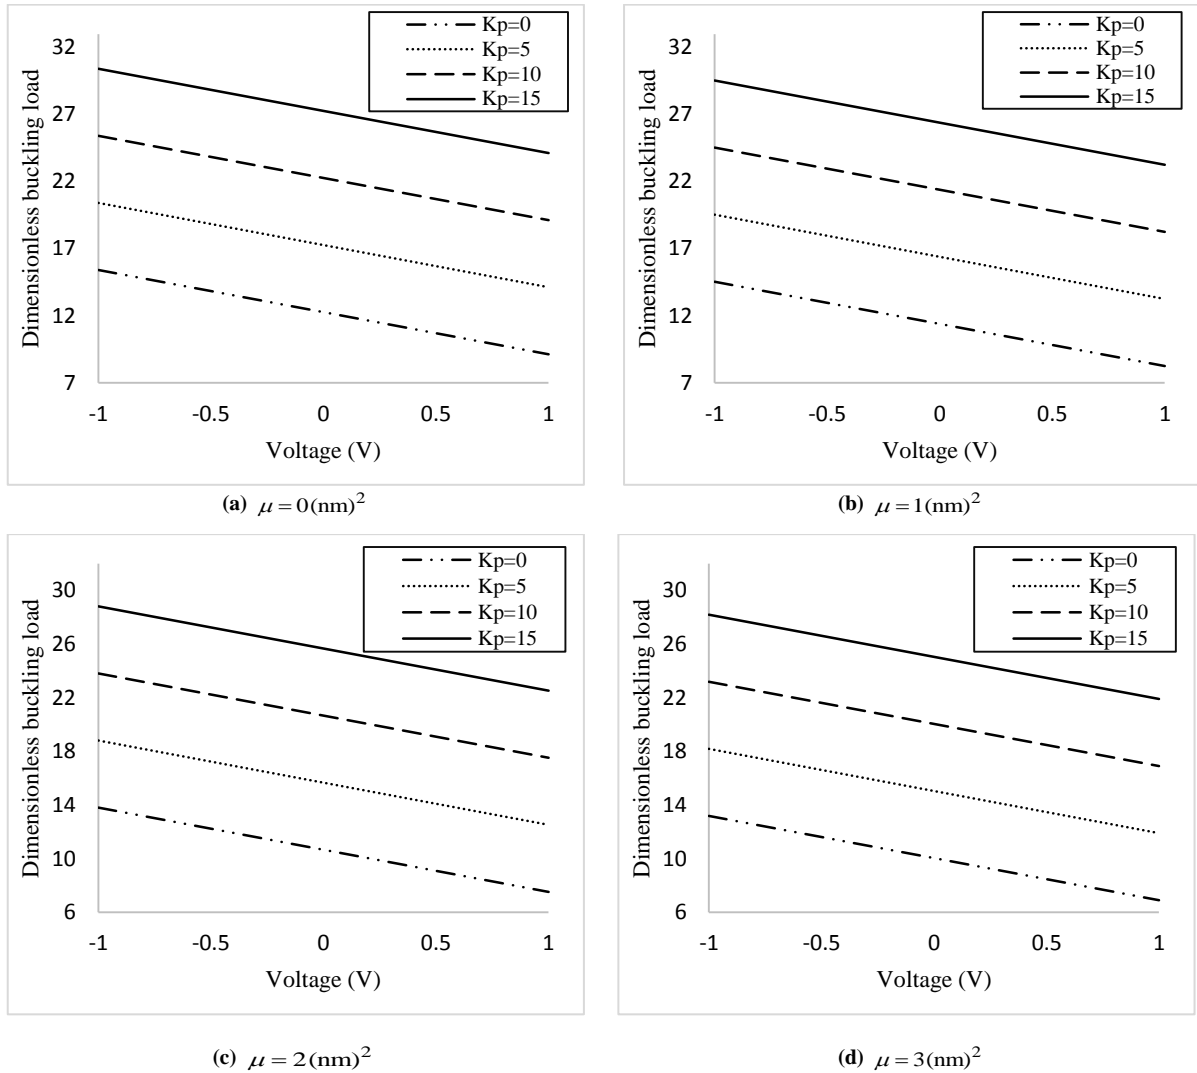 Kp=0
Kp=5
Kp=10
Kp=15
Dimensionless buckling load
32
27
22
17
12
7
-1 -0.5 0 0.5 1
Voltage (V)
(a) μ = 0(nm)²
Kp=0
Kp=5
Kp=10
Kp=15
Dimensionless buckling load
32
27
22
17
12
7
-1 -0.5 0 0.5 1
Voltage (V)
(b) μ = 1(nm)²
Kp=0
Kp=5
Kp=10
Kp=15
Dimensionless buckling load
30
26
22
18
14
10
6
-1 -0.5 0 0.5 1
Voltage (V)
(c) μ = 2(nm)²
Kp=0
Kp=5
Kp=10
Kp=15
Dimensionless buckling load
30
26
22
18
14
10
6
-1 -0.5 0 0.5 1
Voltage (V)
(d) μ = 3(nm)²